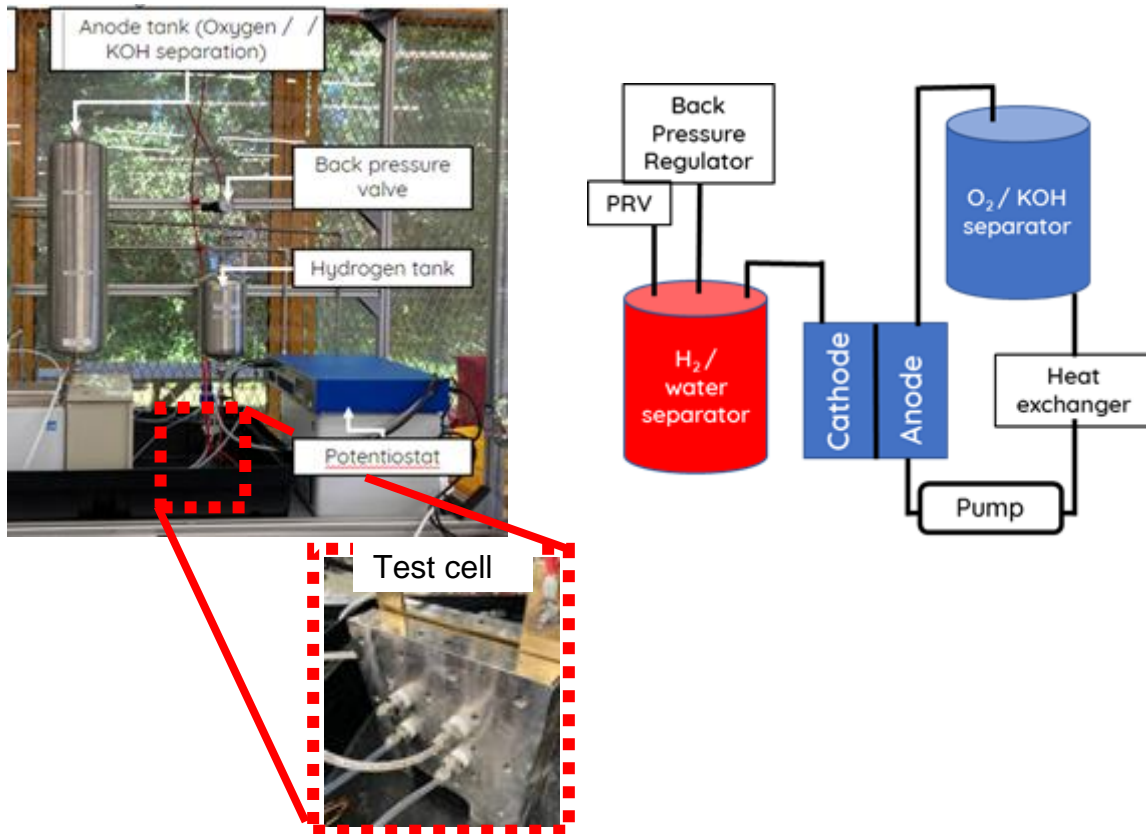 Anode tank (Oxygen / /
KOH separation)
Back pressure
valve
Hydrogen tank
Potentiostat
Test cell
Back
Pressure
Regulator
PRV
H₂ /
water
separator
Cathode
Anode
O₂ / KOH
separator
Heat
exchanger
Pump